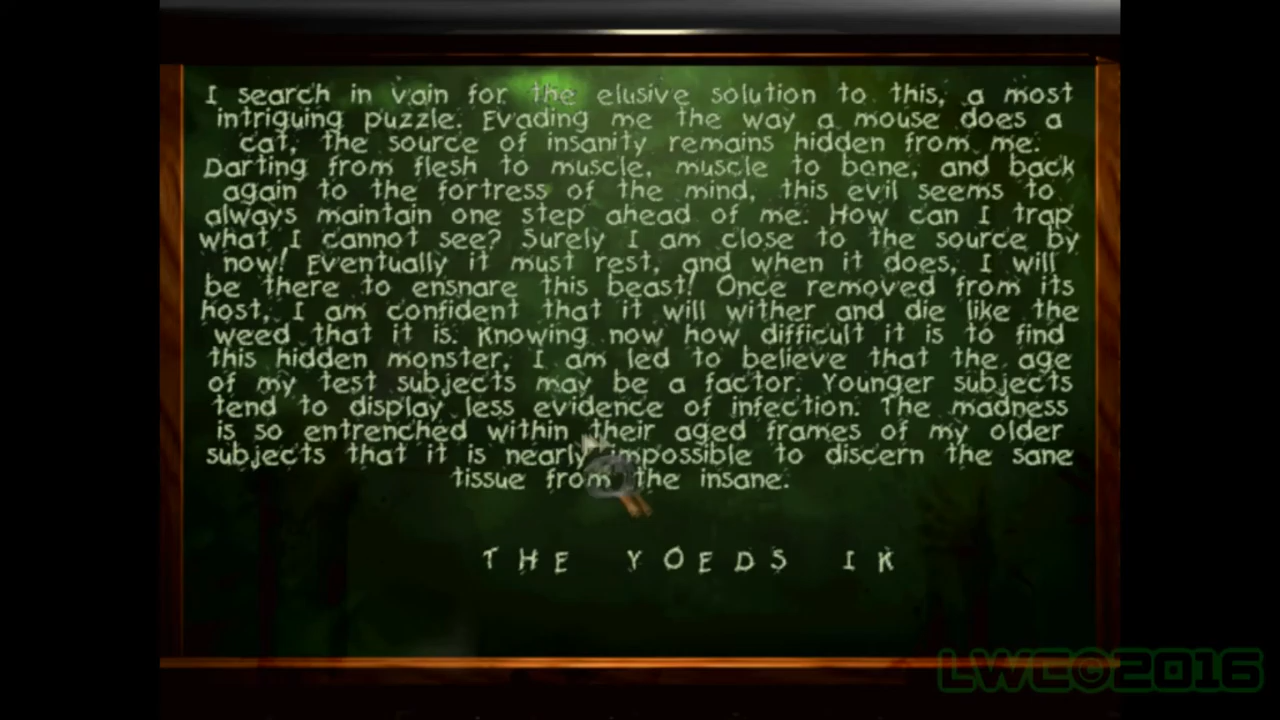 I search in vain for the elusive solution to this, a most
intriguing puzzle. Evading me the way a mouse does a
cat, the source of insanity remains hidden from me.
Darting from flesh to muscle, muscle to bone, and back
again to the fortress of the mind, this evil seems to
always maintain one step ahead of me. How can I trap
what I cannot see? Surely I am close to the source by
now! Eventually it must rest, and when it does, I will
be there to ensnare this beast! Once removed from its
host, I am confident that it will wither and die like the
weed that it is. Knowing now how difficult it is to find
this hidden monster, I am led to believe that the age
of my test subjects may be a factor. Younger subjects
tend to display less evidence of infection. The madness
is so entrenched within their aged frames of my older
subjects that it is nearly impossible to discern the sane
tissue from the insane.
THE YOEDS IK
LWC©2016